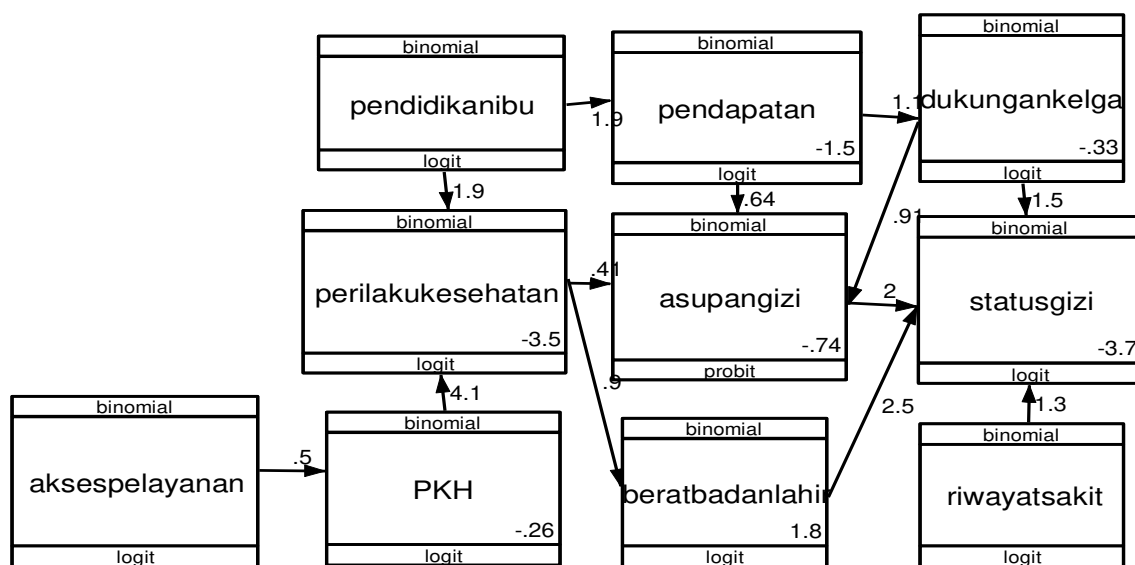 binomial
pendidikanibu
logit
1.9
1.9
binomial
pendapatan
-1.5
logit
1.1
.64
binomial
dukungankelga
-.33
logit
1.5
.91
binomial
perilakukesehatan
-3.5
logit
.41
.9
4.1
binomial
asupangizi
-.74
probit
2
binomial
statusgizi
-3.7
logit
1.3
binomial
aksespelayanan
logit
.5
binomial
PKH
-.26
logit
binomial
beratbadanlahir
1.8
logit
2.5
binomial
riwayatsakit
logit